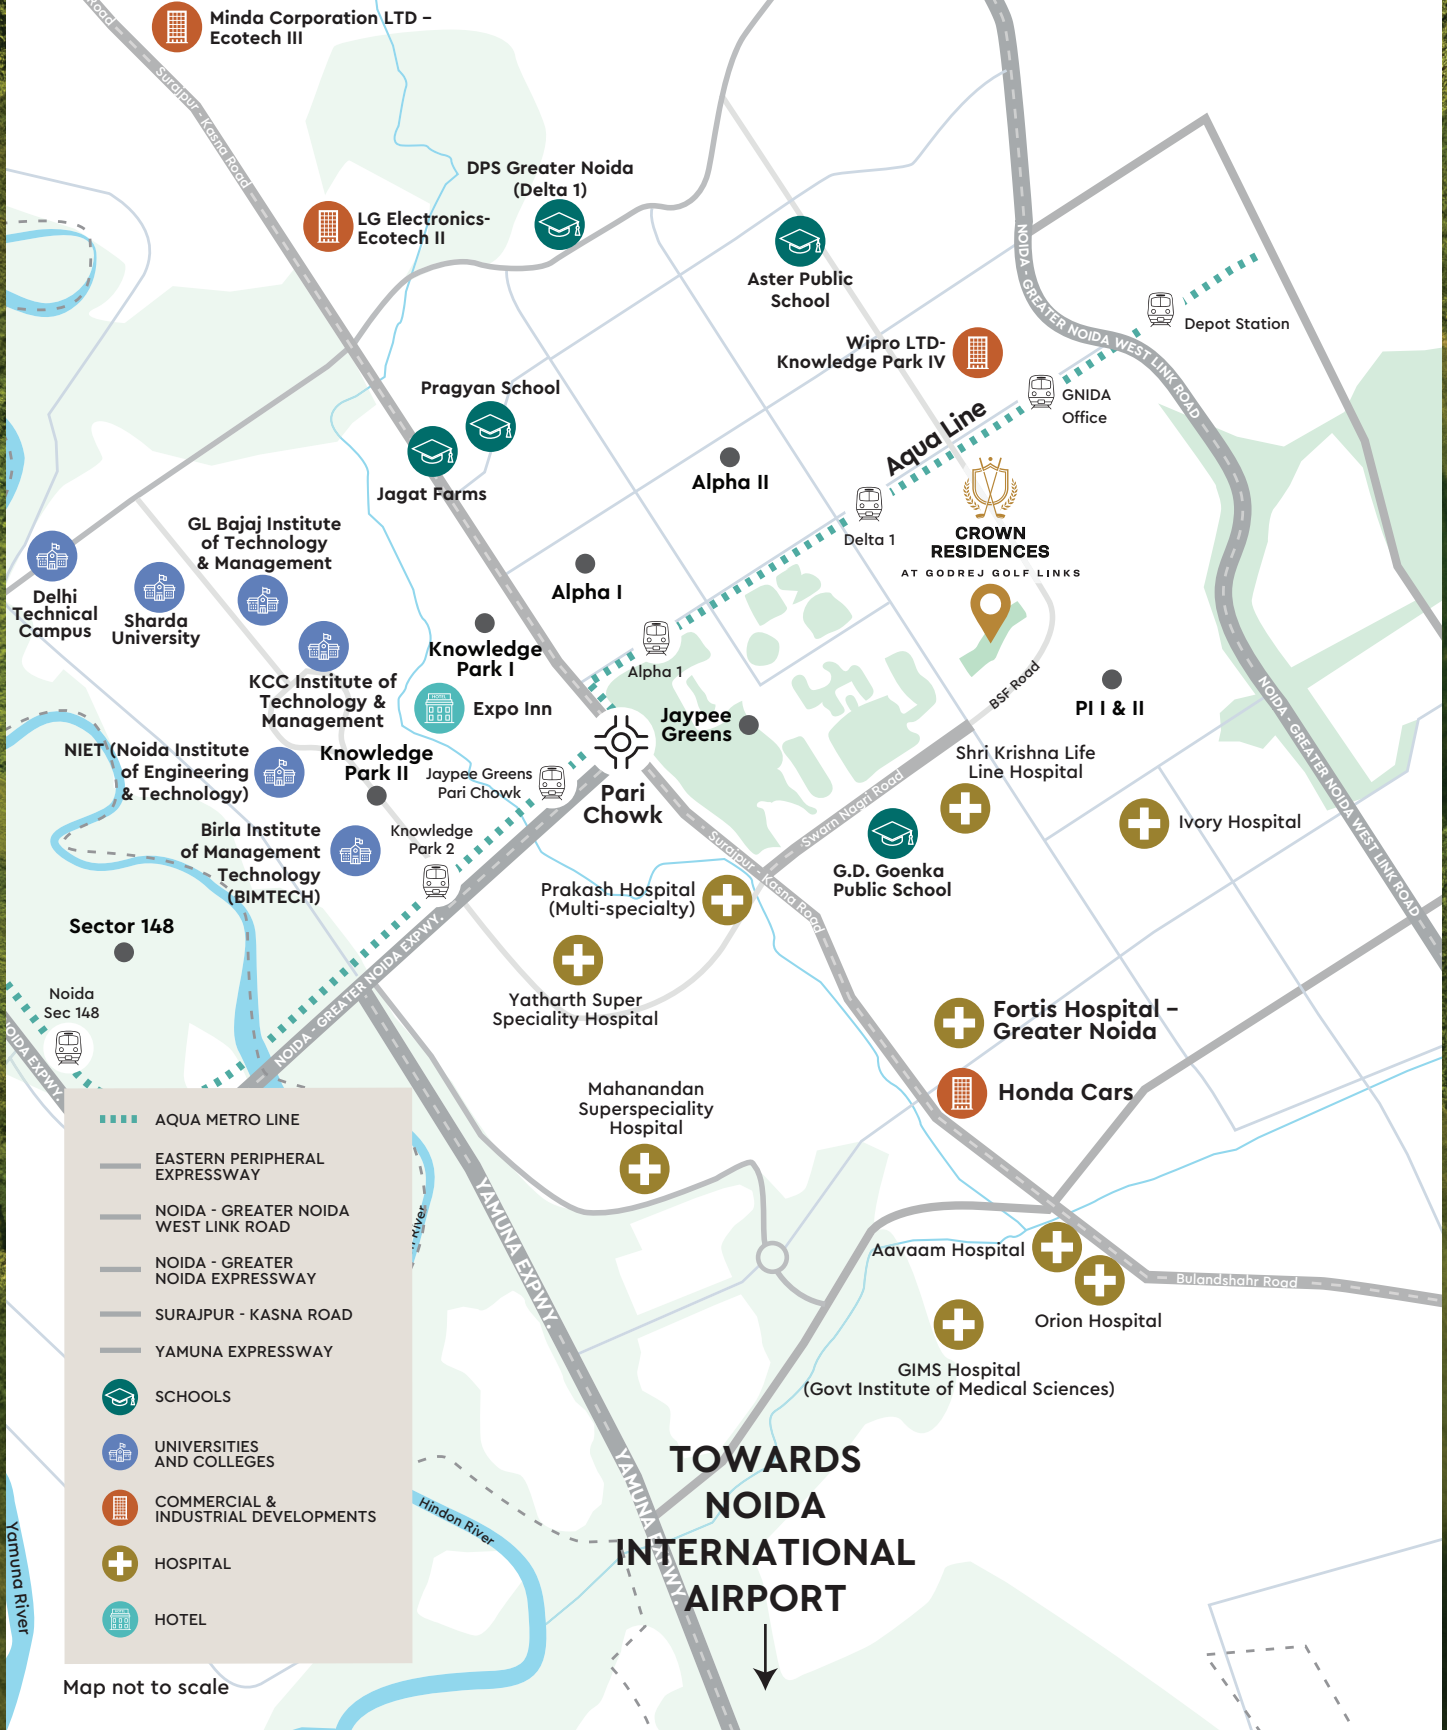 Minda Corporation LTD –
Ecotech III
Road
Surajpur - Kasna Road
DPS Greater Noida
(Delta 1)
LG Electronics-
Ecotech II
Aster Public
School
NOIDA - GREATER NOIDA WEST LINK ROAD
Depot Station
Wipro LTD-
Knowledge Park IV
GNIDA
Office
Pragyan School
Jagat Farms
Aqua Line
Alpha II
Delta 1
CROWN
RESIDENCES
AT GODREJ GOLF LINKS
GL Bajaj Institute
of Technology
& Management
Delhi
Technical
Campus
Sharda
University
Alpha I
Knowledge
Park I
Alpha 1
KCC Institute of
Technology &
Management
Expo Inn
HOTEL
Jaypee
Greens
BSF Road
PI I & II
NOIDA - GREATER NOIDA WEST LINK ROAD
NIET (Noida Institute
of Engineering
& Technology)
Knowledge
Park II
Jaypee Greens
Pari Chowk
Pari
Chowk
Shri Krishna Life
Line Hospital
Swarn Nagri Road
Ivory Hospital
Birla Institute
of Management
Technology
(BIMTECH)
Knowledge
Park 2
Surajpur - Kasna Road
G.D. Goenka
Public School
Prakash Hospital
(Multi-specialty)
Sector 148
NOIDA - GREATER NOIDA EXPWY.
Noida
Sec 148
NOIDA EXPWY.
Yatharth Super
Speciality Hospital
Fortis Hospital –
Greater Noida
Honda Cars
Mahanandan
Superspeciality
Hospital
AQUA METRO LINE
EASTERN PERIPHERAL
EXPRESSWAY
NOIDA - GREATER NOIDA
WEST LINK ROAD
NOIDA - GREATER
NOIDA EXPRESSWAY
SURAJPUR - KASNA ROAD
YAMUNA EXPRESSWAY
SCHOOLS
UNIVERSITIES
AND COLLEGES
COMMERCIAL &
INDUSTRIAL DEVELOPMENTS
HOSPITAL
HOTEL
River
YAMUNA EXPWY.
Aavaam Hospital
Bulandshahr Road
Orion Hospital
GIMS Hospital
(Govt Institute of Medical Sciences)
YAMUNA EXPWY.
TOWARDS
NOIDA
INTERNATIONAL
AIRPORT
Hindon River
Yamuna River
Map not to scale